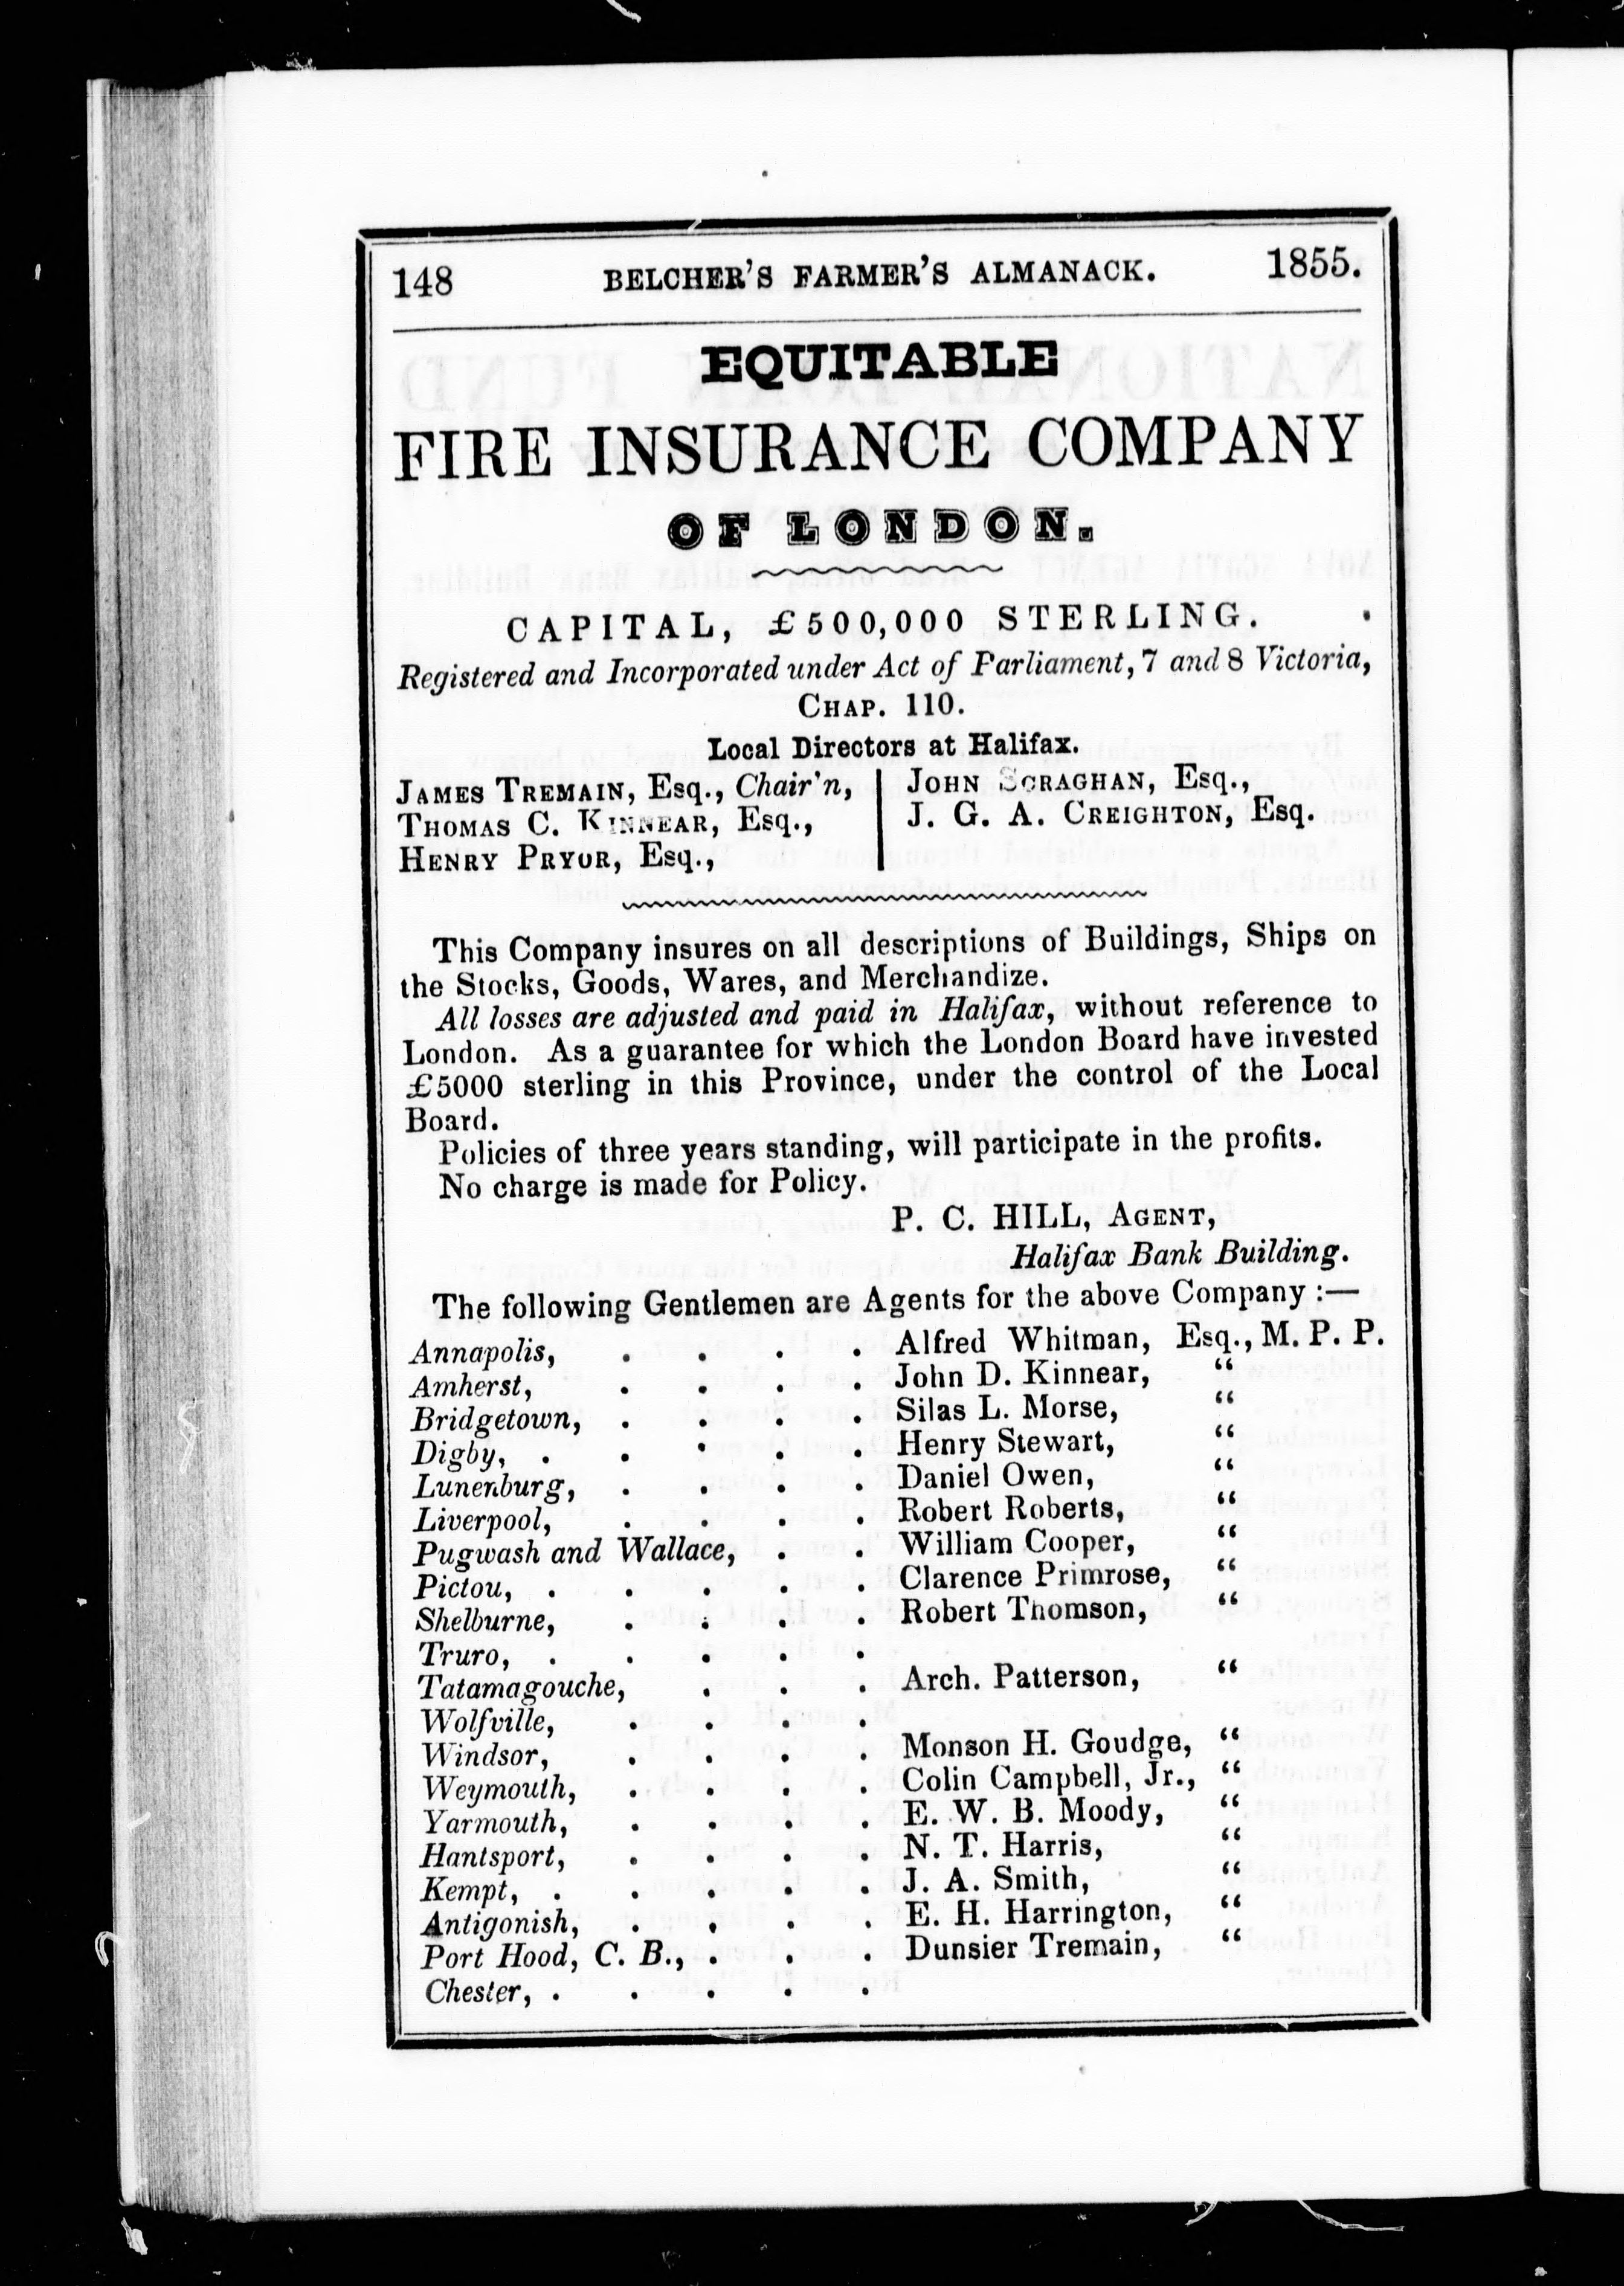 148 BELCHER'S FARMER'S ALMANACK. 1855.
EQUITABLE
FIRE INSURANCE COMPANY
OF LONDON.
CAPITAL, £500,000 STERLING.
Registered and Incorporated under Act of Parliament, 7 and 8 Victoria,
CHAP. 110.
Local Directors at Halifax.
JAMES TREMAIN, Esq., Chair'n,
THOMAS C. KINNEAR, Esq.,
HENRY PRYOR, Esq.,
JOHN Esq.,
J. G. A. CREIGHTON, Esq.
This Company insures on all descriptions of Buildings, Ships on
the Stocks, Goods, Wares, and Merchandize.
All losses are adjusted and paid in Halifax, without reference to
London. As a guarantee for which the London Board have invested
£5000 sterling in this Province, under the control of the Local
Board.
Policies of three years standing, will participate in the profits.
No charge is made for Policy.
P. C. HILL, AGENT,
Halifax Bank Building.
The following Gentlemen are Agents for the above Company :—
Annapolis, . . . . Alfred Whitman, Esq., M. P. P.
Amherst, . . . . John D. Kinnear, “
Bridgetown, . . . . Silas L. Morse, “
Digby, . . . . . Henry Stewart, “
Lunenburg, . . . . Daniel Owen, “
Liverpool, . . . . Robert Roberts, “
Pugwash and Wallace, . . William Cooper, “
Pictou, . . . . . Clarence Primrose, “
Shelburne, . . . . Robert Thomson, “
Truro, . . . . .
Tatamagouche, . . . Arch. Patterson, “
Wolfville, . . . .
Windsor, . . . . Monson H. Goudge, “
Weymouth, . . . . Colin Campbell, Jr., “
Yarmouth, . . . . E. W. B. Moody, “
Hantsport, . . . . N. T. Harris, “
Kempt, . . . . . J. A. Smith, “
Antigonish, . . . . E. H. Harrington, “
Port Hood, C. B., . . . Dunsier Tremain, “
Chester, . . . . .